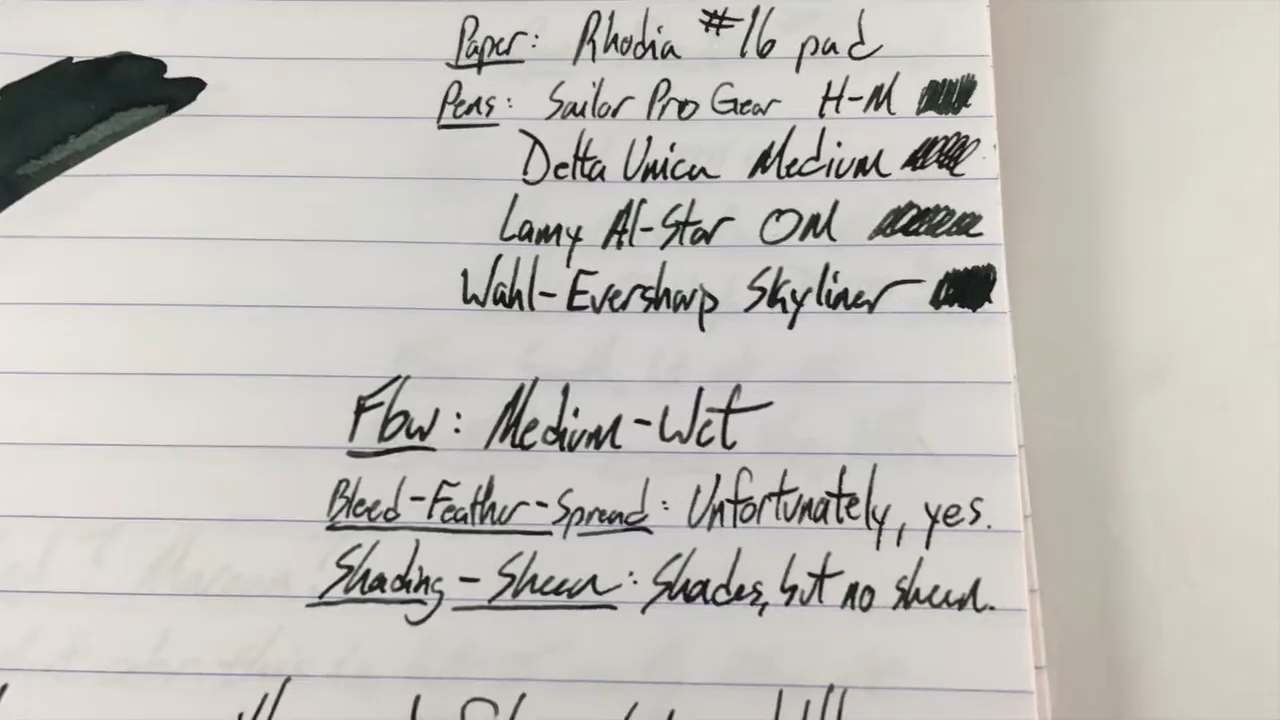 Paper: Rhodia #16 pad
Pens: Sailor Pro Gear H-M
Delta Unica Medium
Lamy Al-Star OM
Wahl-Eversharp Skyliner
Flow: Medium-Wet
Bleed-Feather-Spread: Unfortunately, yes.
Shading-Sheen: Shades, but no sheen.